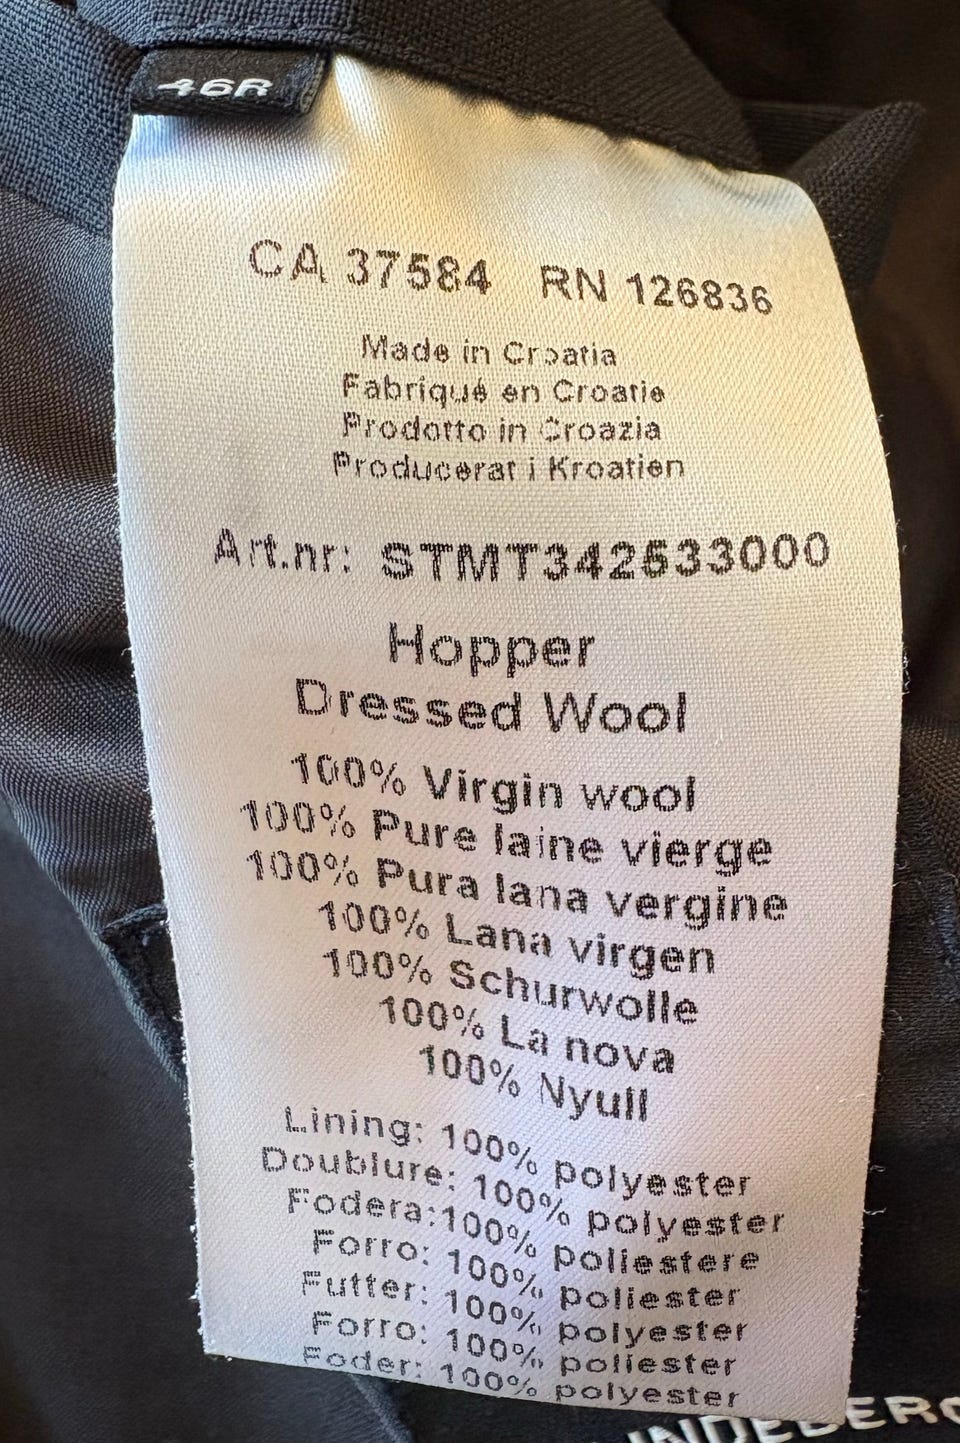 46R
CA 37584 RN 126836
Made in Croatia
Fabriqué en Croatie
Prodotto in Croazia
Producerat i Kroatien
Art.nr: STMT342533000
Hopper
Dressed Wool
100% Virgin wool
100% Pure laine vierge
100% Pura lana vergine
100% Lana virgen
100% Schurwolle
100% La nova
100% Nyull
Lining: 100% polyester
Doublure: 100% polyester
Fodera:100% poliestere
Forro: 100% poliester
Futter: 100% polyester
Forro: 100% poliester
Foder: 100% polyester